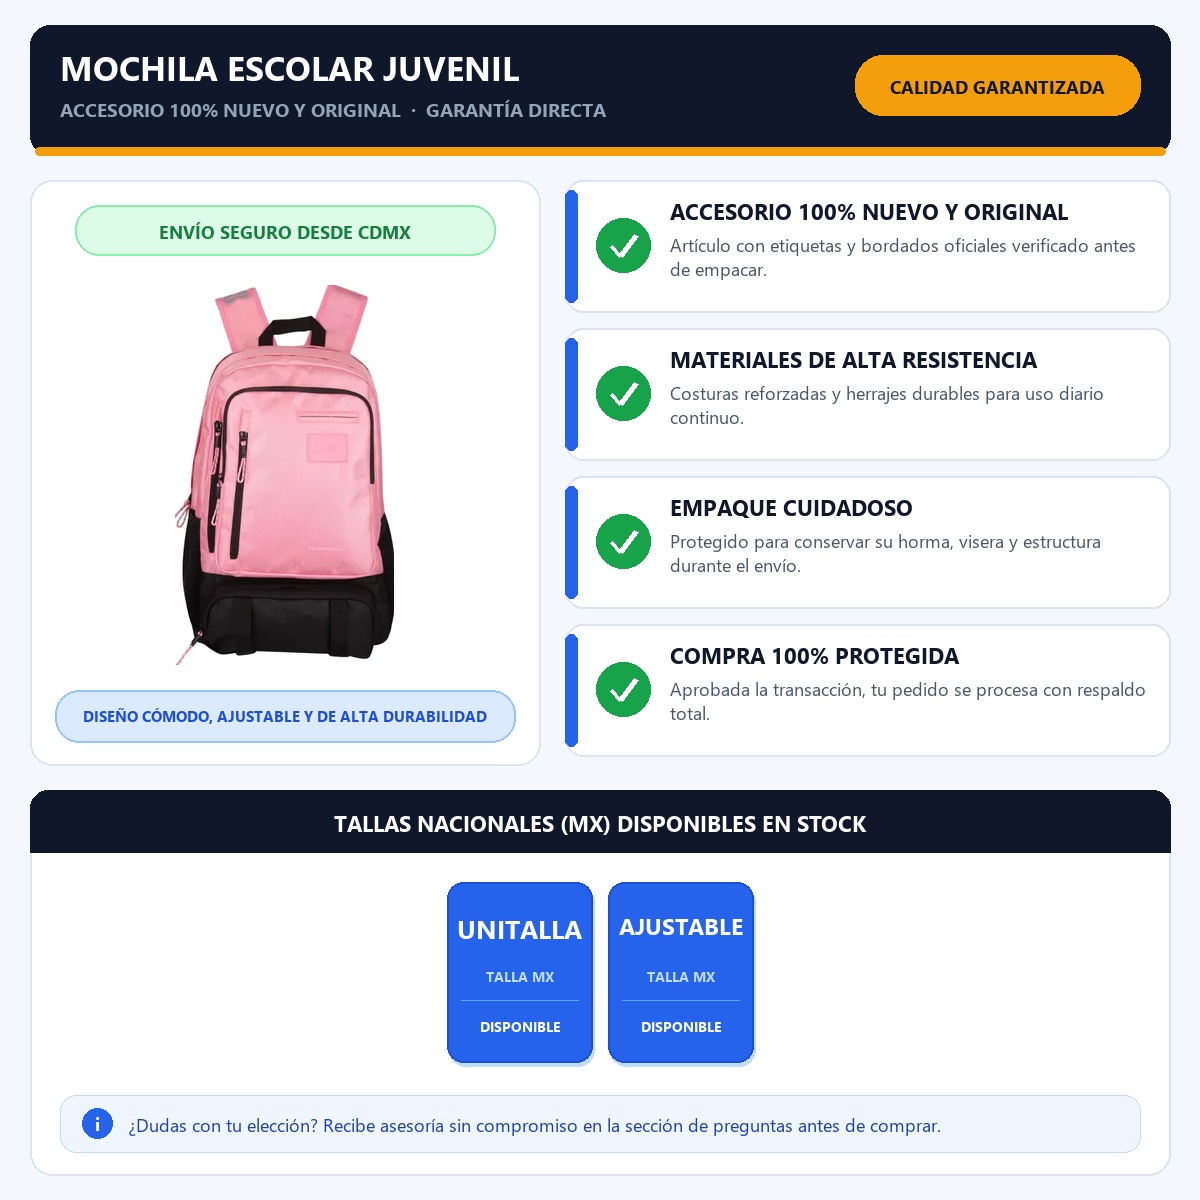 MOCHILA ESCOLAR JUVENIL
ACCESORIO 100% NUEVO Y ORIGINAL · GARANTÍA DIRECTA
CALIDAD GARANTIZADA
ENVÍO SEGURO DESDE CDMX
DISEÑO CÓMODO, AJUSTABLE Y DE ALTA DURABILIDAD
ACCESORIO 100% NUEVO Y ORIGINAL
Artículo con etiquetas y bordados oficiales verificado antes
de empacar.
MATERIALES DE ALTA RESISTENCIA
Costuras reforzadas y herrajes durables para uso diario
continuo.
EMPAQUE CUIDADOSO
Protegido para conservar su horma, visera y estructura
durante el envío.
COMPRA 100% PROTEGIDA
Aprobada la transacción, tu pedido se procesa con respaldo
total.
TALLAS NACIONALES (MX) DISPONIBLES EN STOCK
UNITALLA
TALLA MX
DISPONIBLE
AJUSTABLE
TALLA MX
DISPONIBLE
¿Dudas con tu elección? Recibe asesoría sin compromiso en la sección de preguntas antes de comprar.